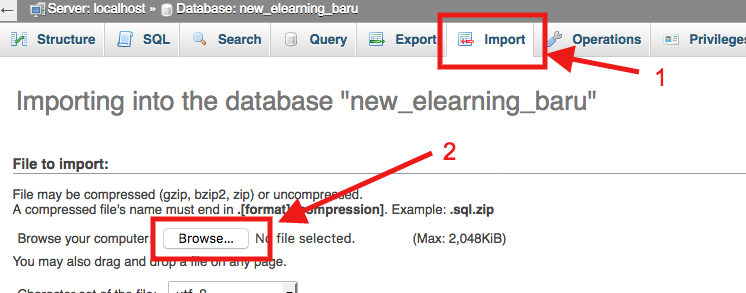 ← Server: localhost » Database: new_elearning_baru
Structure SQL Search Query Export Import Operations Privileges
1
Importing into the database "new_elearning_baru"
2
File to import:
File may be compressed (gzip, bzip2, zip) or uncompressed.
A compressed file's name must end in .[format] compression]. Example: .sql.zip
Browse your computer: Browse... No file selected. (Max: 2,048KiB)
You may also drag and drop a file on any page.
Character set of the file: utf-8